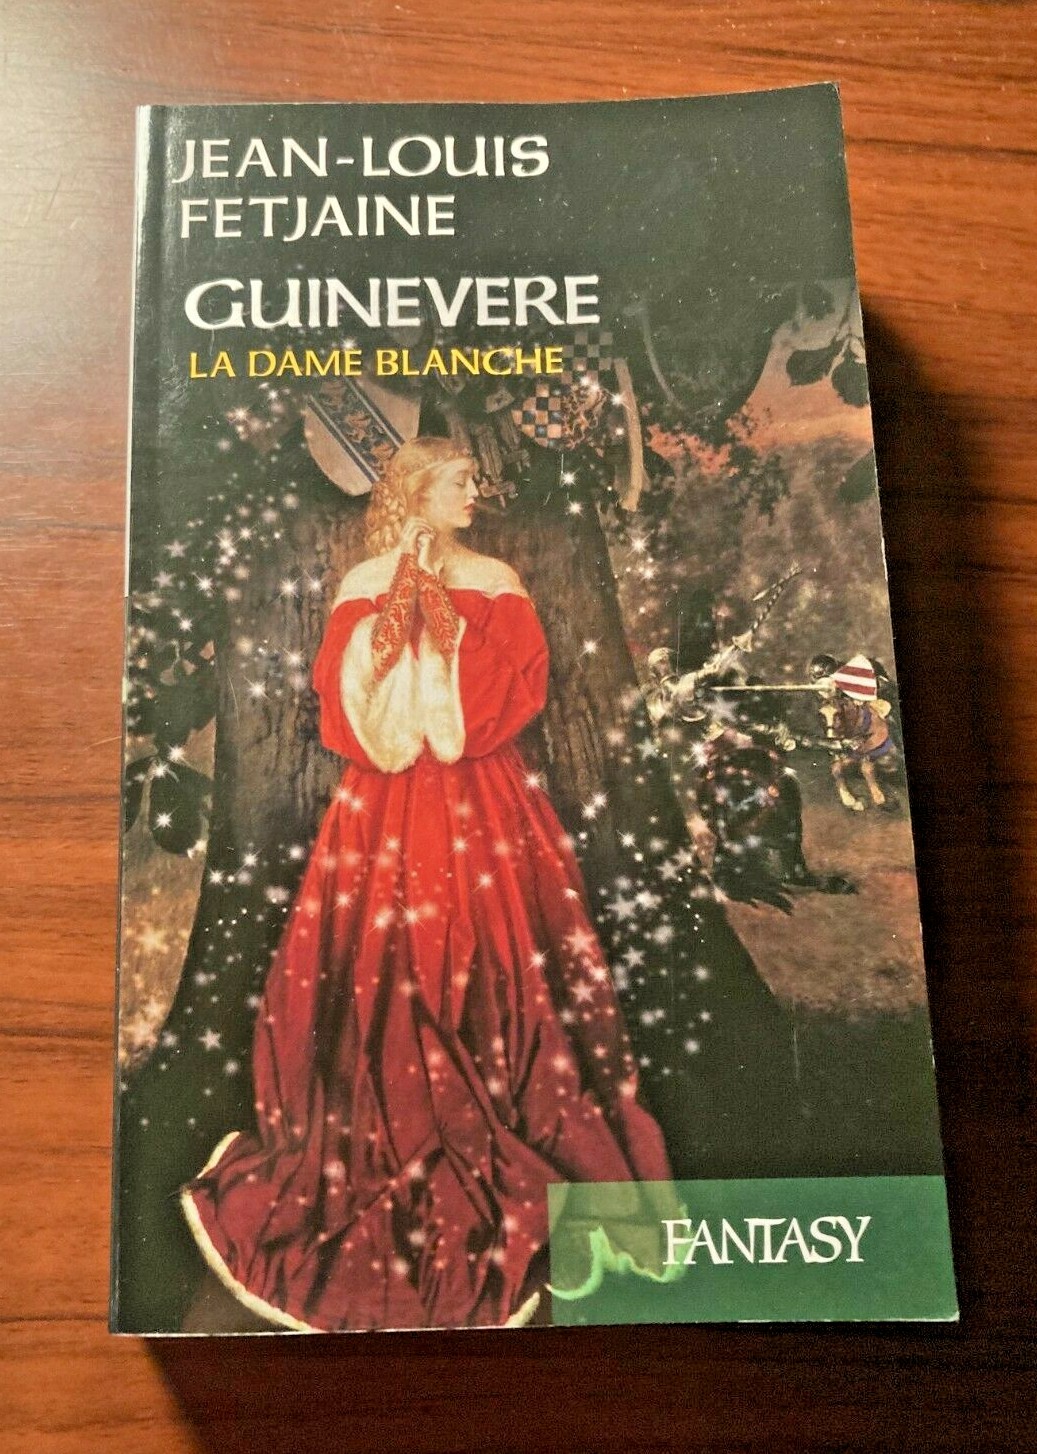 JEAN-LOUIS
FETJAINE
GUINEVERE
LA DAME BLANCHE
FANTASY